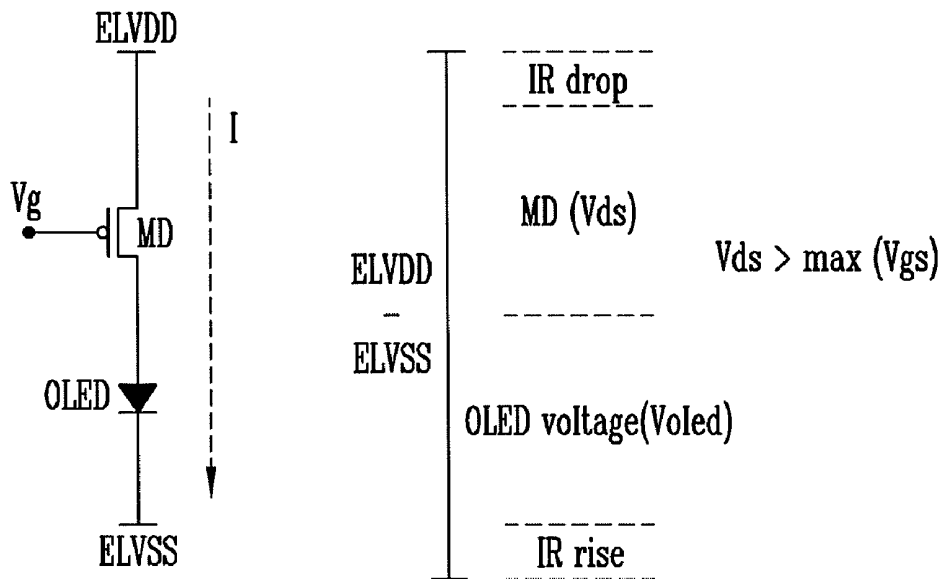 ELVDD
I
Vg
MD
OLED
ELVSS
IR drop
MD (Vds)
ELVDD
-
ELVSS
Vds > max (Vgs)
OLED voltage(Voled)
IR rise